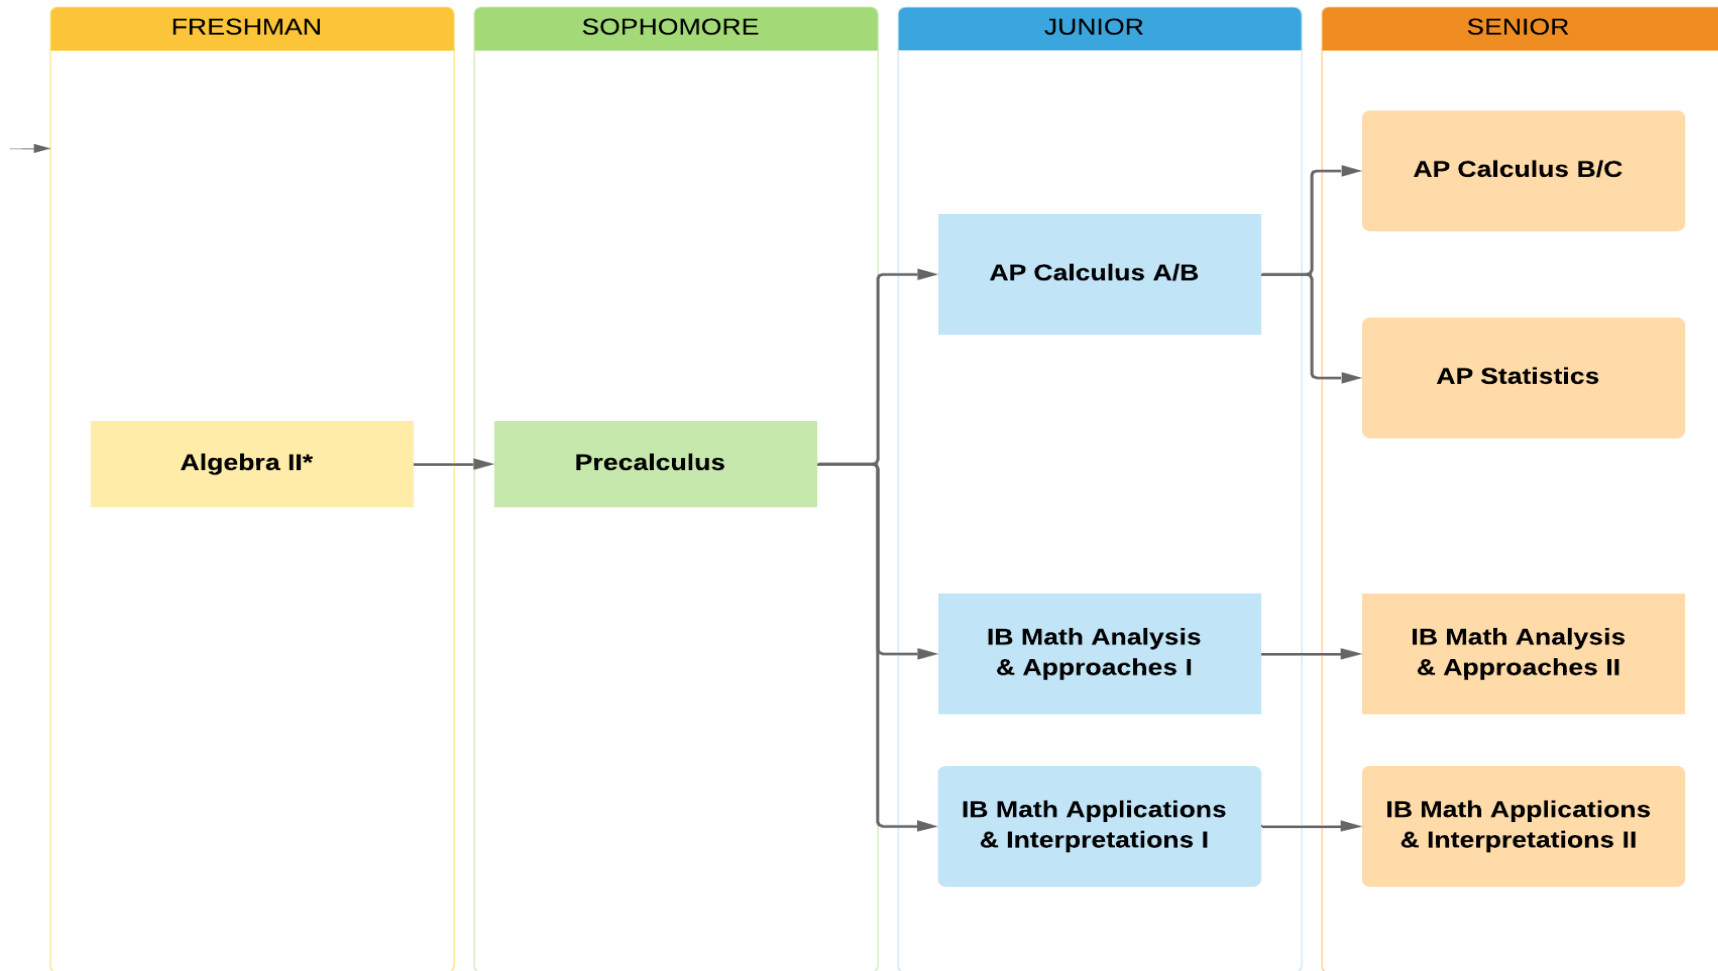 FRESHMAN
SOPHOMORE
JUNIOR
SENIOR
Algebra II*
Precalculus
AP Calculus A/B
IB Math Analysis
& Approaches I
IB Math Applications
& Interpretations I
AP Calculus B/C
AP Statistics
IB Math Analysis
& Approaches II
IB Math Applications
& Interpretations II